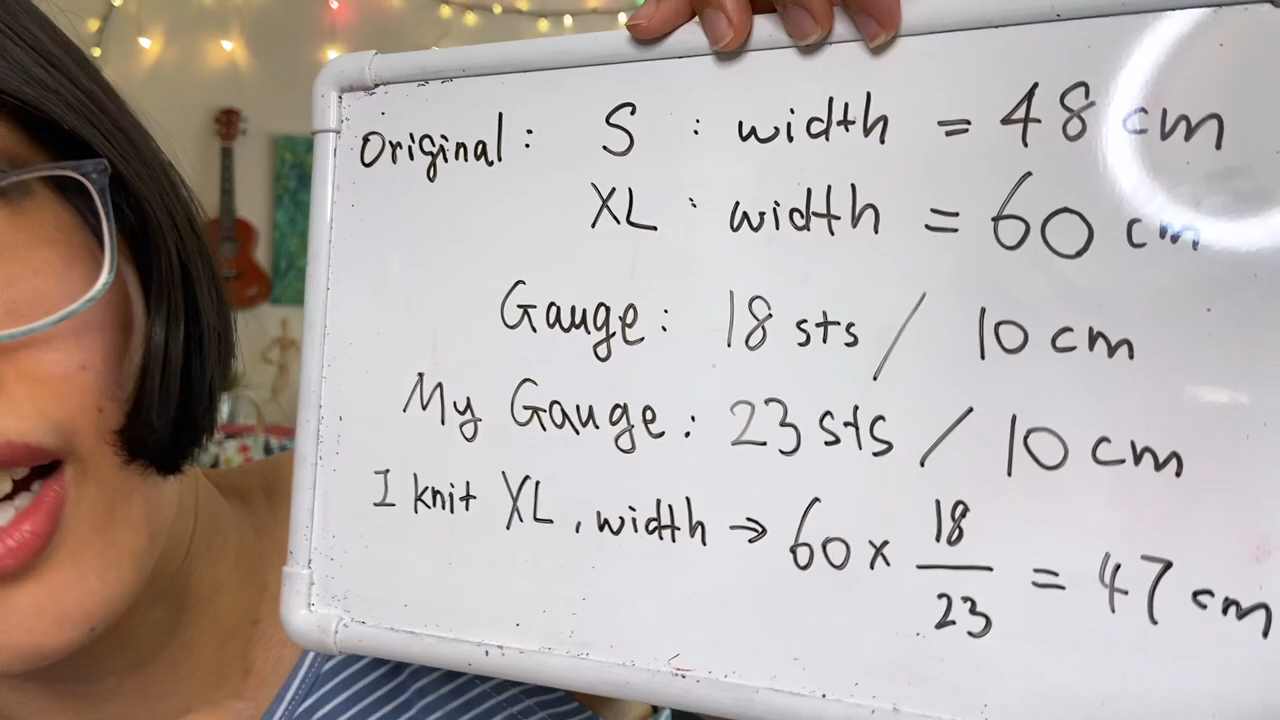 Original: S : width = 48 cm
XL : width = 60 cm
Gauge: 18 sts / 10 cm
My Gauge: 23 sts / 10 cm
I knit XL, width → 60 × 18/23 = 47 cm